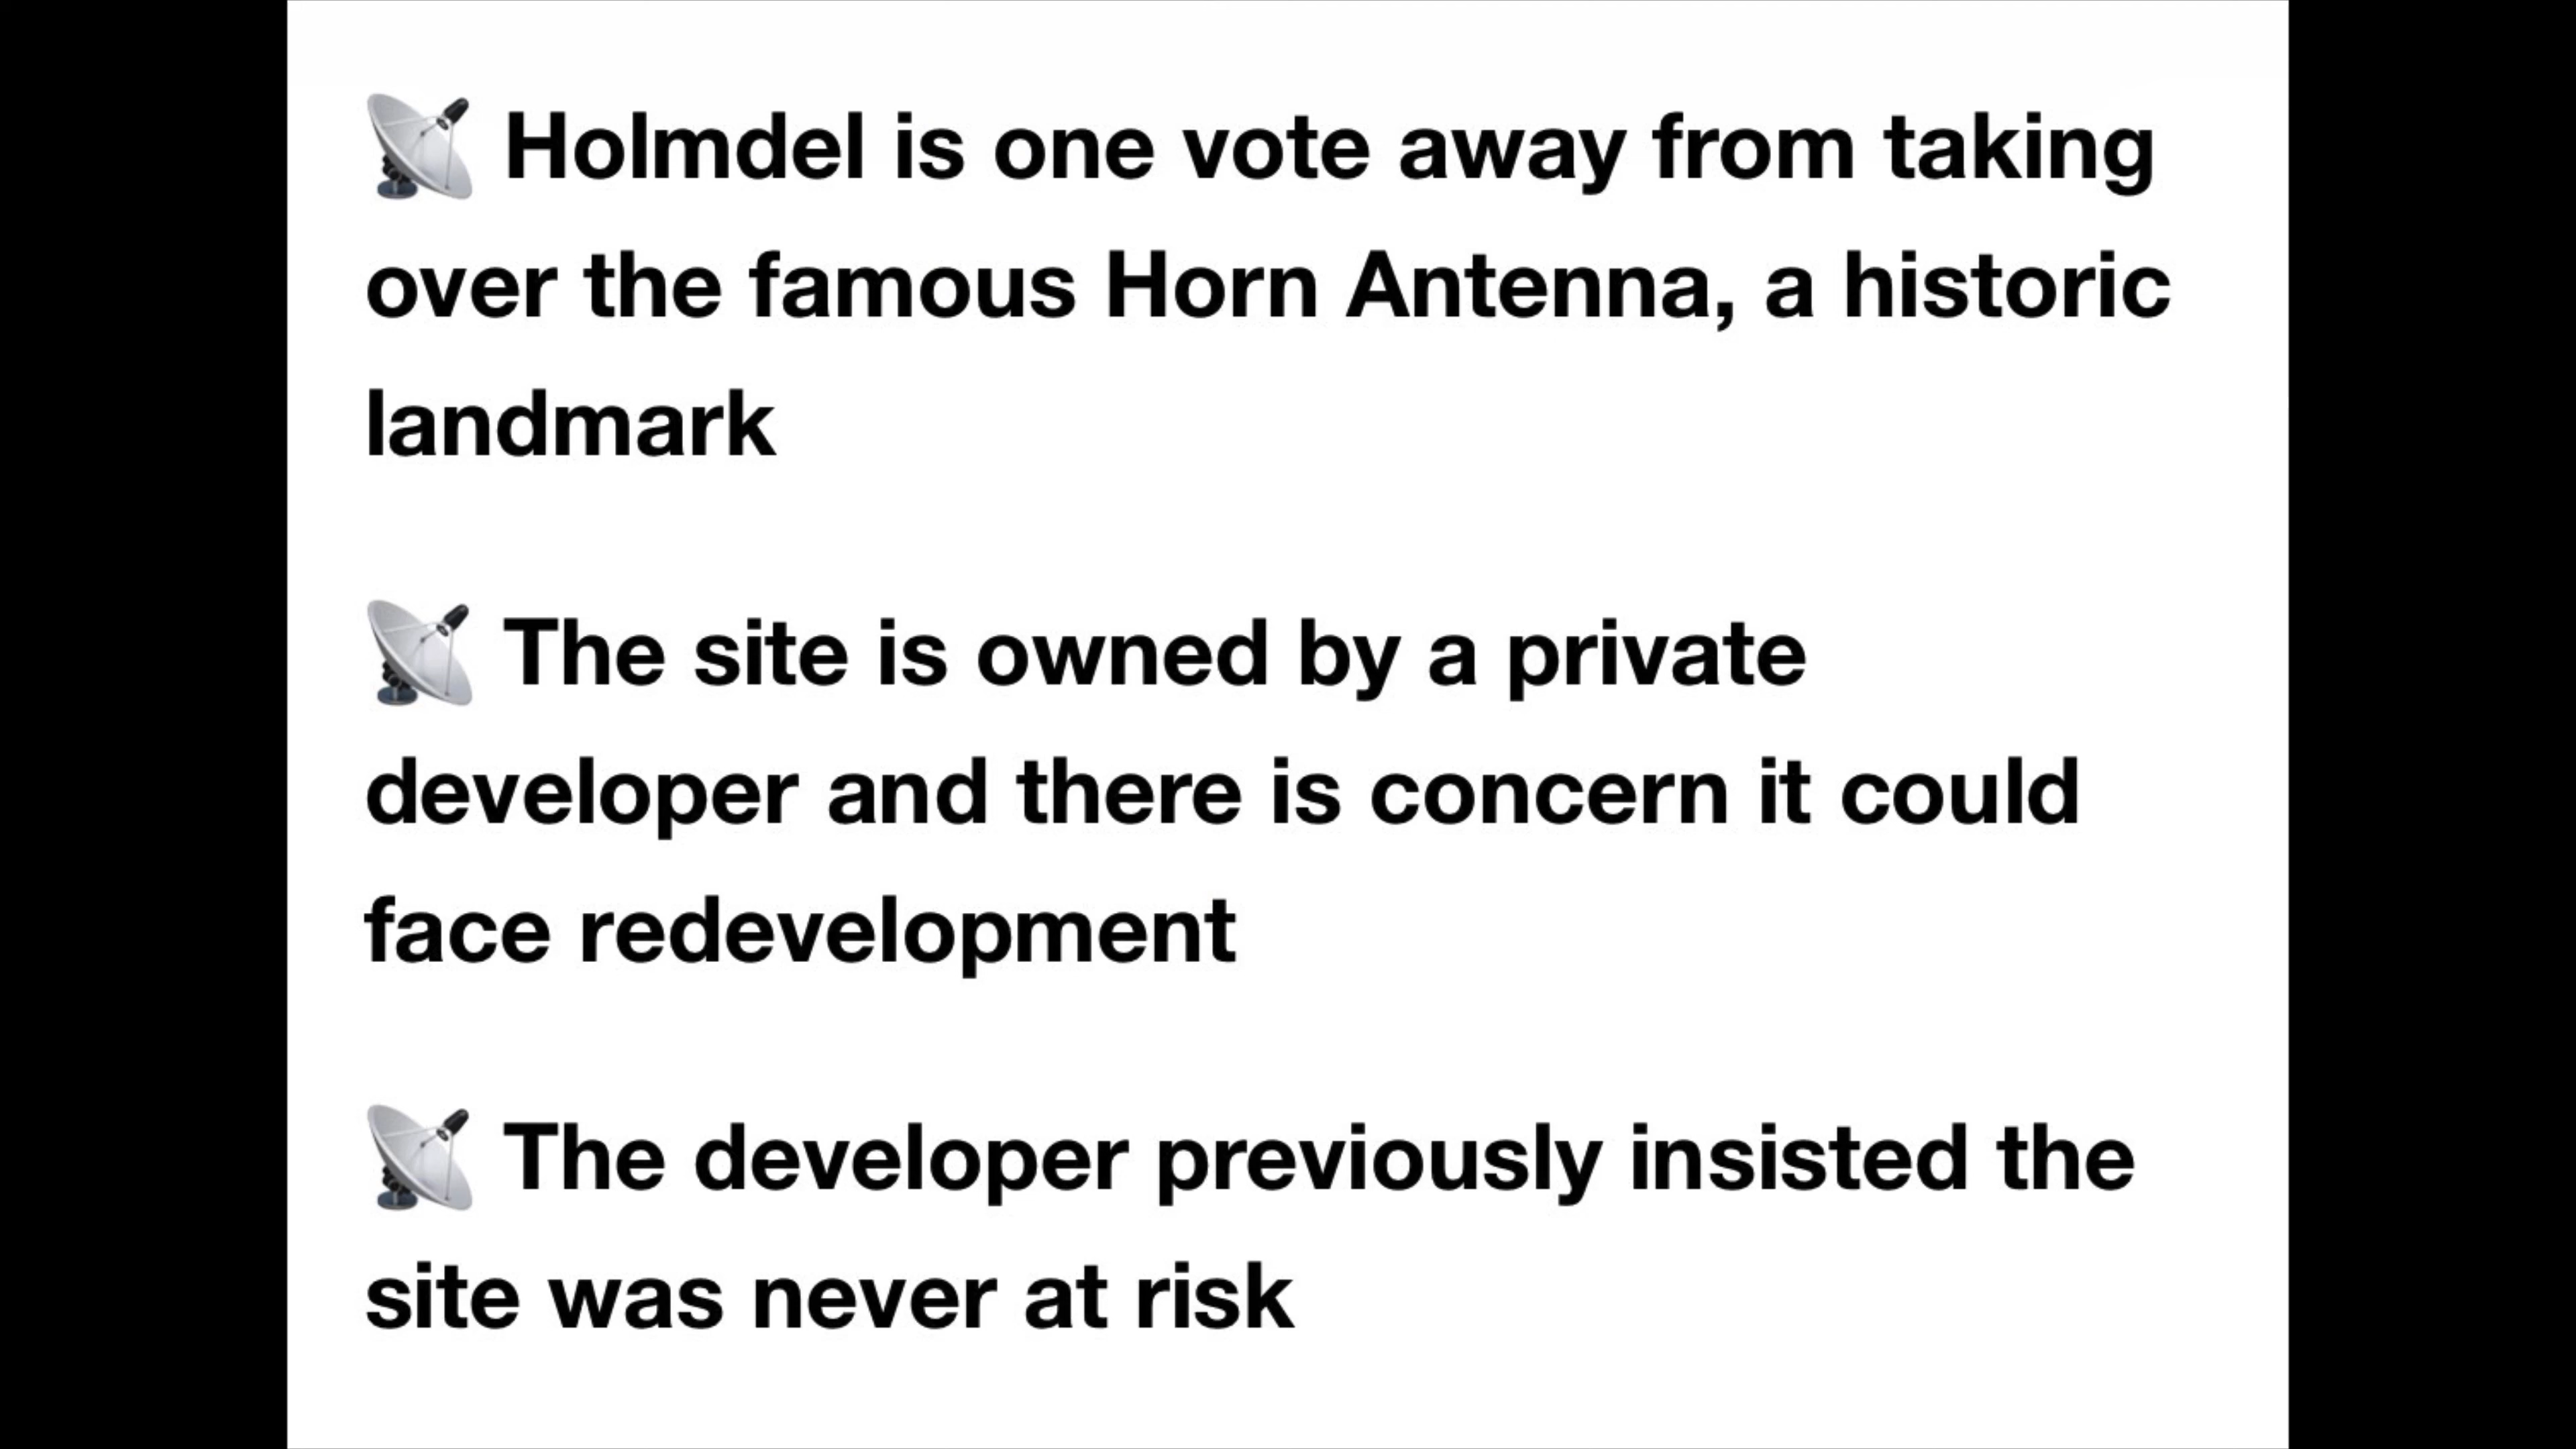 📡 Holmdel is one vote away from taking
over the famous Horn Antenna, a historic
landmark
📡 The site is owned by a private
developer and there is concern it could
face redevelopment
📡 The developer previously insisted the
site was never at risk